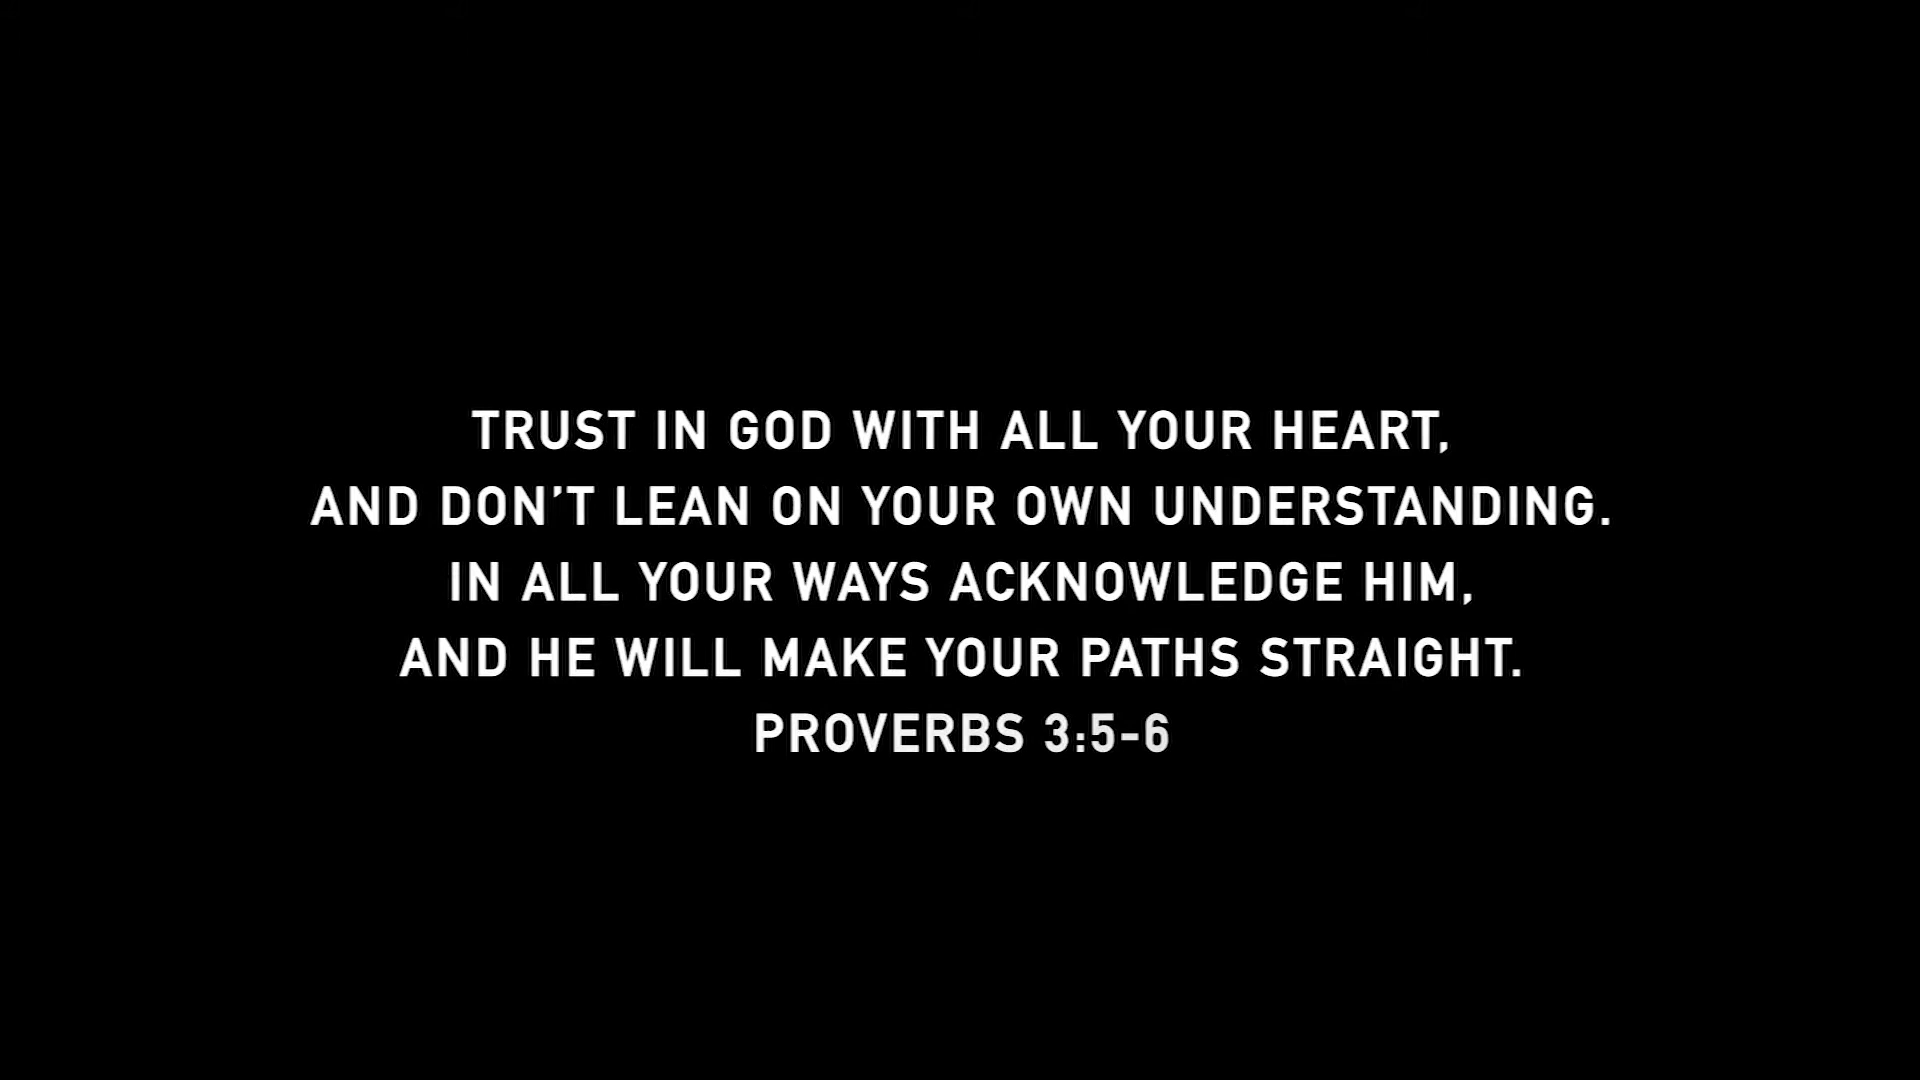 TRUST IN GOD WITH ALL YOUR HEART,
AND DON’T LEAN ON YOUR OWN UNDERSTANDING.
IN ALL YOUR WAYS ACKNOWLEDGE HIM,
AND HE WILL MAKE YOUR PATHS STRAIGHT.
PROVERBS 3:5-6